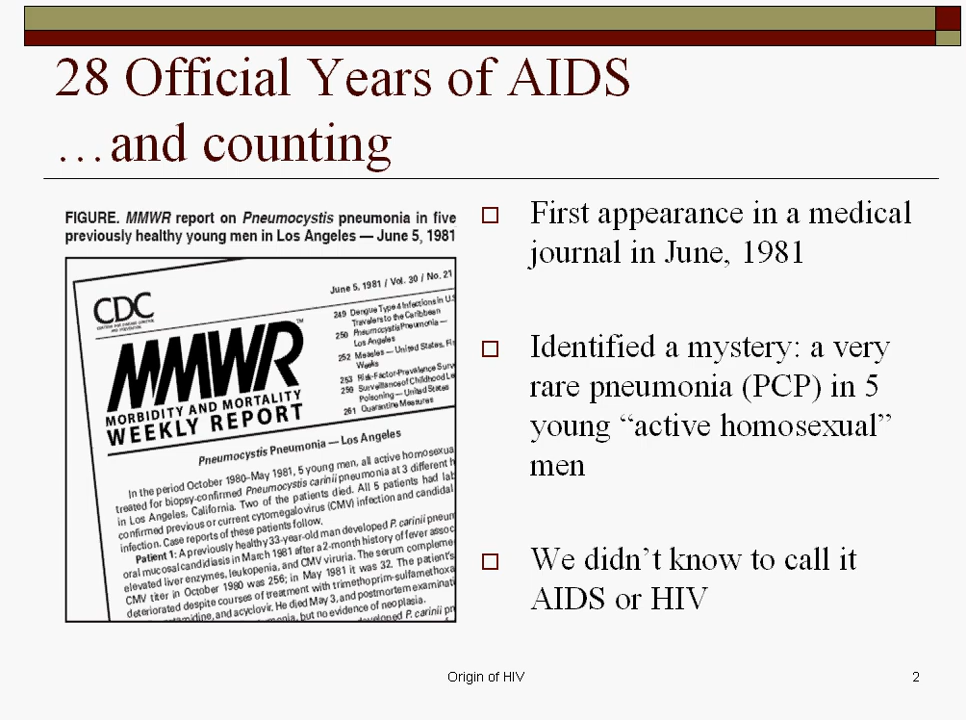 28 Official Years of AIDS
…and counting
FIGURE. MMWR report on Pneumocystis pneumonia in five
previously healthy young men in Los Angeles — June 5, 1981
CDC
June 5, 1981 / Vol. 30 / No. 21
249 Dengue Type 4 Infections in U.S
Travelers to the Caribbean
250 Pneumocystis Pneumonia —
Los Angeles
252 Measles — United States, Fi
Weeks
253 Risk-Factor-Prevalence Surv
259 Surveillance of Childhood Le
Poisoning — United States
261 Quarantine Measures
MMWR™
MORBIDITY AND MORTALITY
WEEKLY REPORT
Pneumocystis Pneumonia — Los Angeles
In the period October 1980–May 1981, 5 young men, all active homosexua
treated for biopsy-confirmed Pneumocystis carinii pneumonia at 3 different h
in Los Angeles, California. Two of the patients died. All 5 patients had lab
confirmed previous or current cytomegalovirus (CMV) infection and candidal
infection. Case reports of these patients follow.
Patient 1: A previously healthy 33-year-old man developed P. carinii pneum
oral mucosal candidiasis in March 1981 after a 2-month history of fever assoc
elevated liver enzymes, leukopenia, and CMV viruria. The serum compleme
CMV titer in October 1980 was 256; in May 1981 it was 32. The patient's
deteriorated despite courses of treatment with trimethoprim-sulfamethoxa
and acyclovir. He died May 3, and postmortem examinati
but no evidence of neoplasia.
First appearance in a medical
journal in June, 1981
Identified a mystery: a very
rare pneumonia (PCP) in 5
young “active homosexual”
men
We didn’t know to call it
AIDS or HIV
Origin of HIV
2